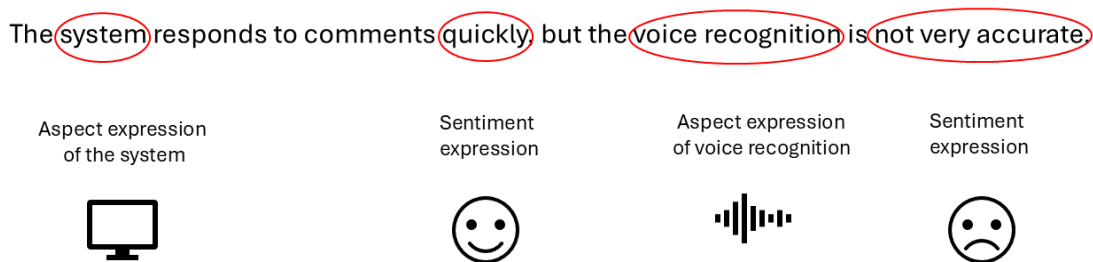 The system responds to comments quickly, but the voice recognition is not very accurate.
Aspect expression
of the system
Sentiment
expression
Aspect expression
of voice recognition
Sentiment
expression